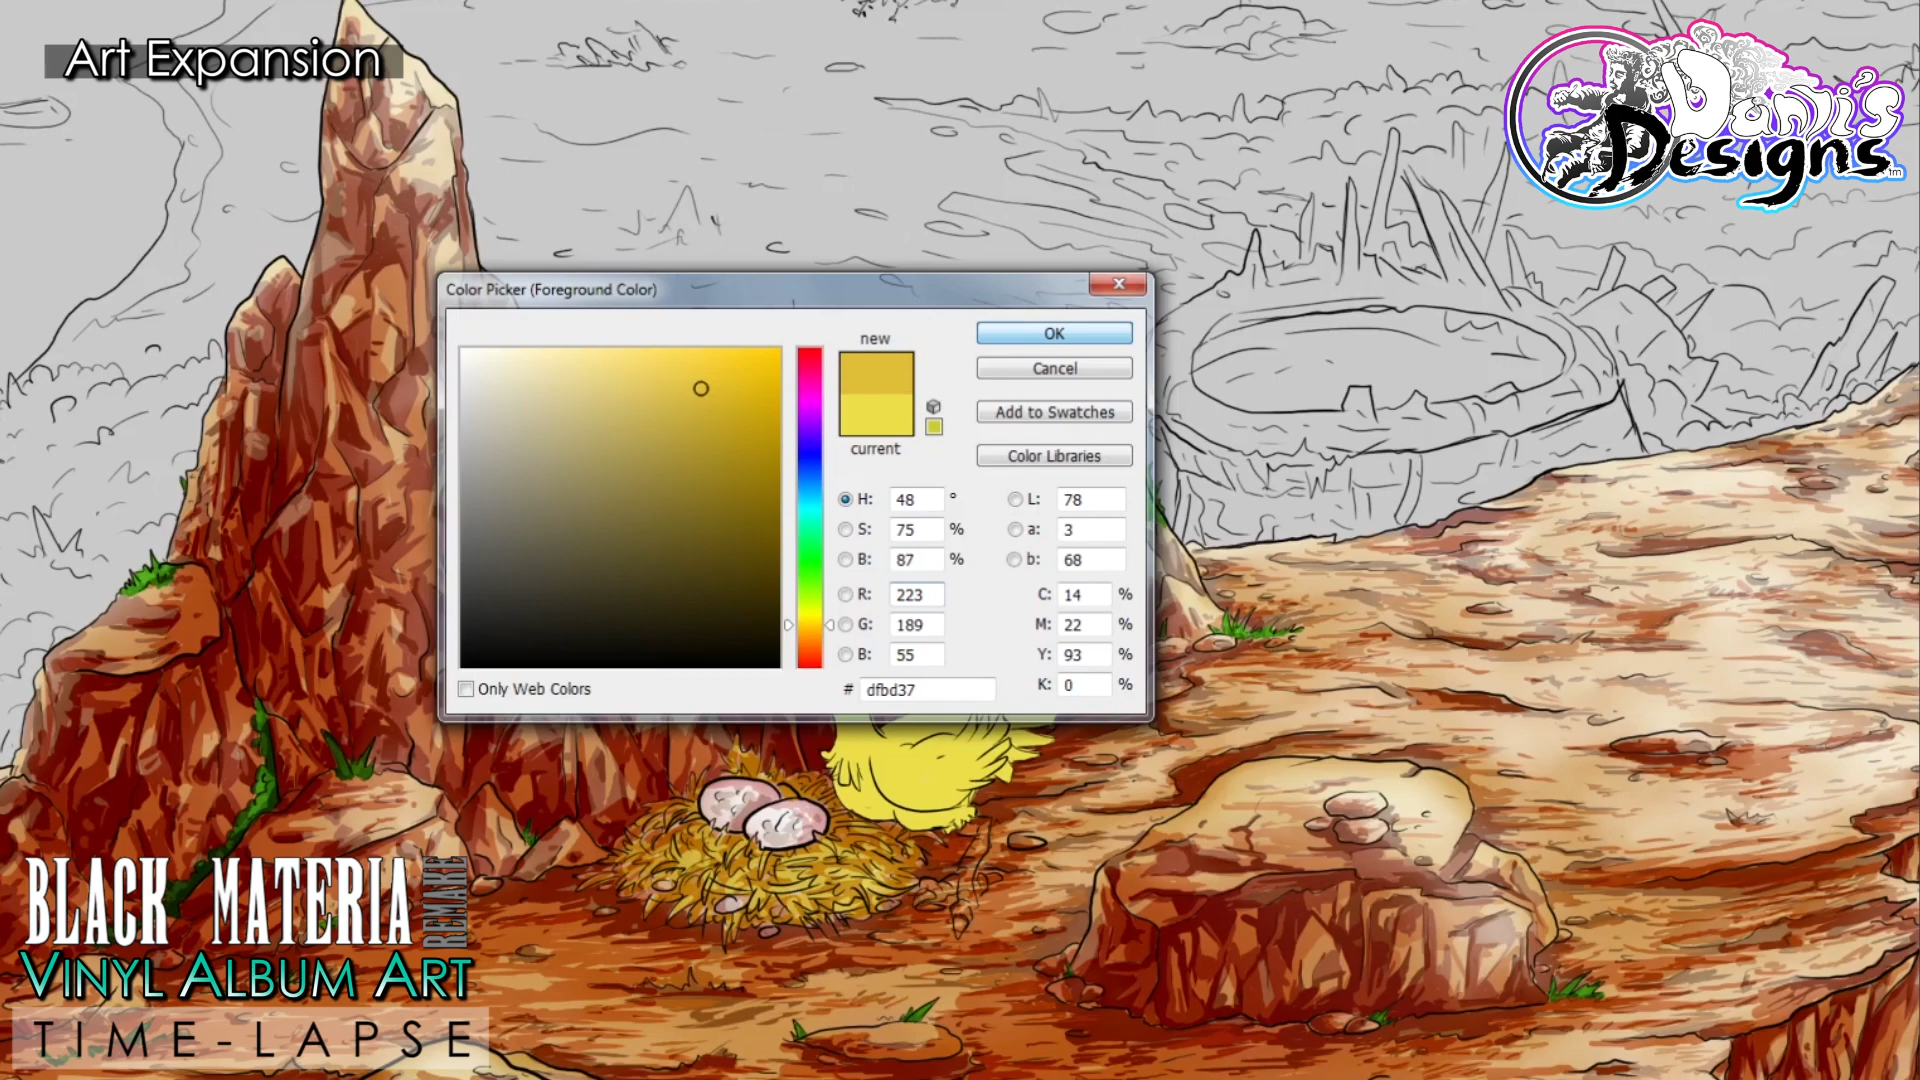 Art Expansion
Danji's
Designs™
Color Picker (Foreground Color)
new
current
OK
Cancel
Add to Swatches
Color Libraries
H: 48 °
S: 75 %
B: 87 %
R: 223
G: 189
B: 55
# dfbd37
L: 78
a: 3
b: 68
C: 14 %
M: 22 %
Y: 93 %
K: 0 %
Only Web Colors
BLACK MATERIA REMAKE
VINYL ALBUM ART
TIME-LAPSE